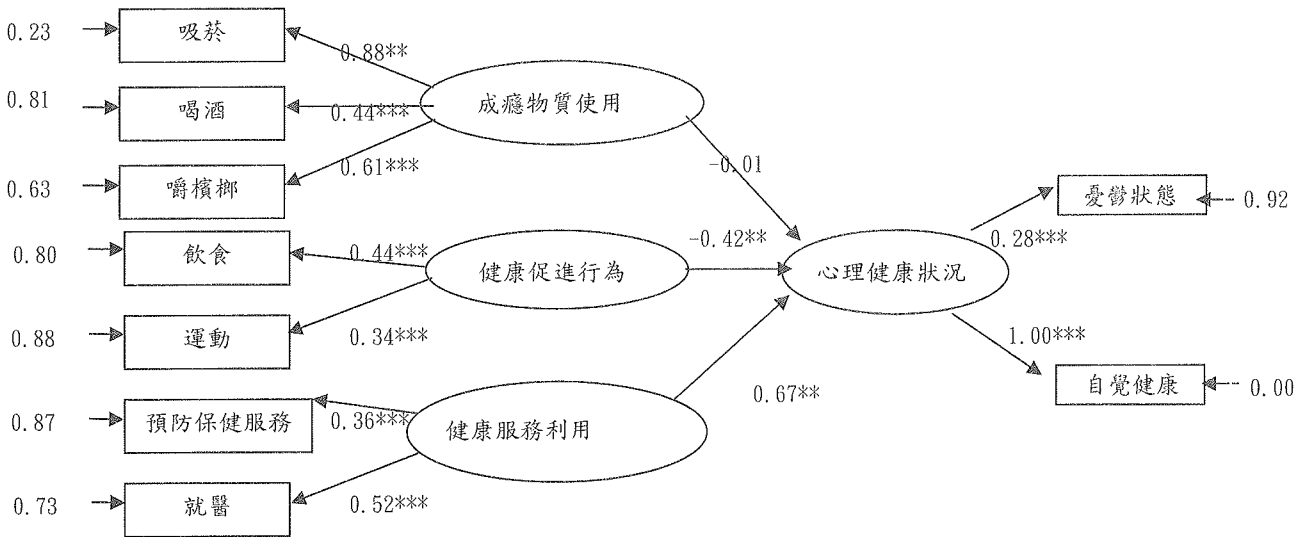 0.23 吸菸 0.88**
0.81 喝酒 0.44*** 成癮物質使用
0.63 嚼檳榔 0.61*** -0.01
憂鬱狀態 0.92
0.80 飲食 0.44*** -0.42** 0.28***
健康促進行為 心理健康狀況
0.88 運動 0.34*** 1.00***
自覺健康 0.00
0.67**
0.87 預防保健服務 0.36*** 健康服務利用
0.73 就醫 0.52***